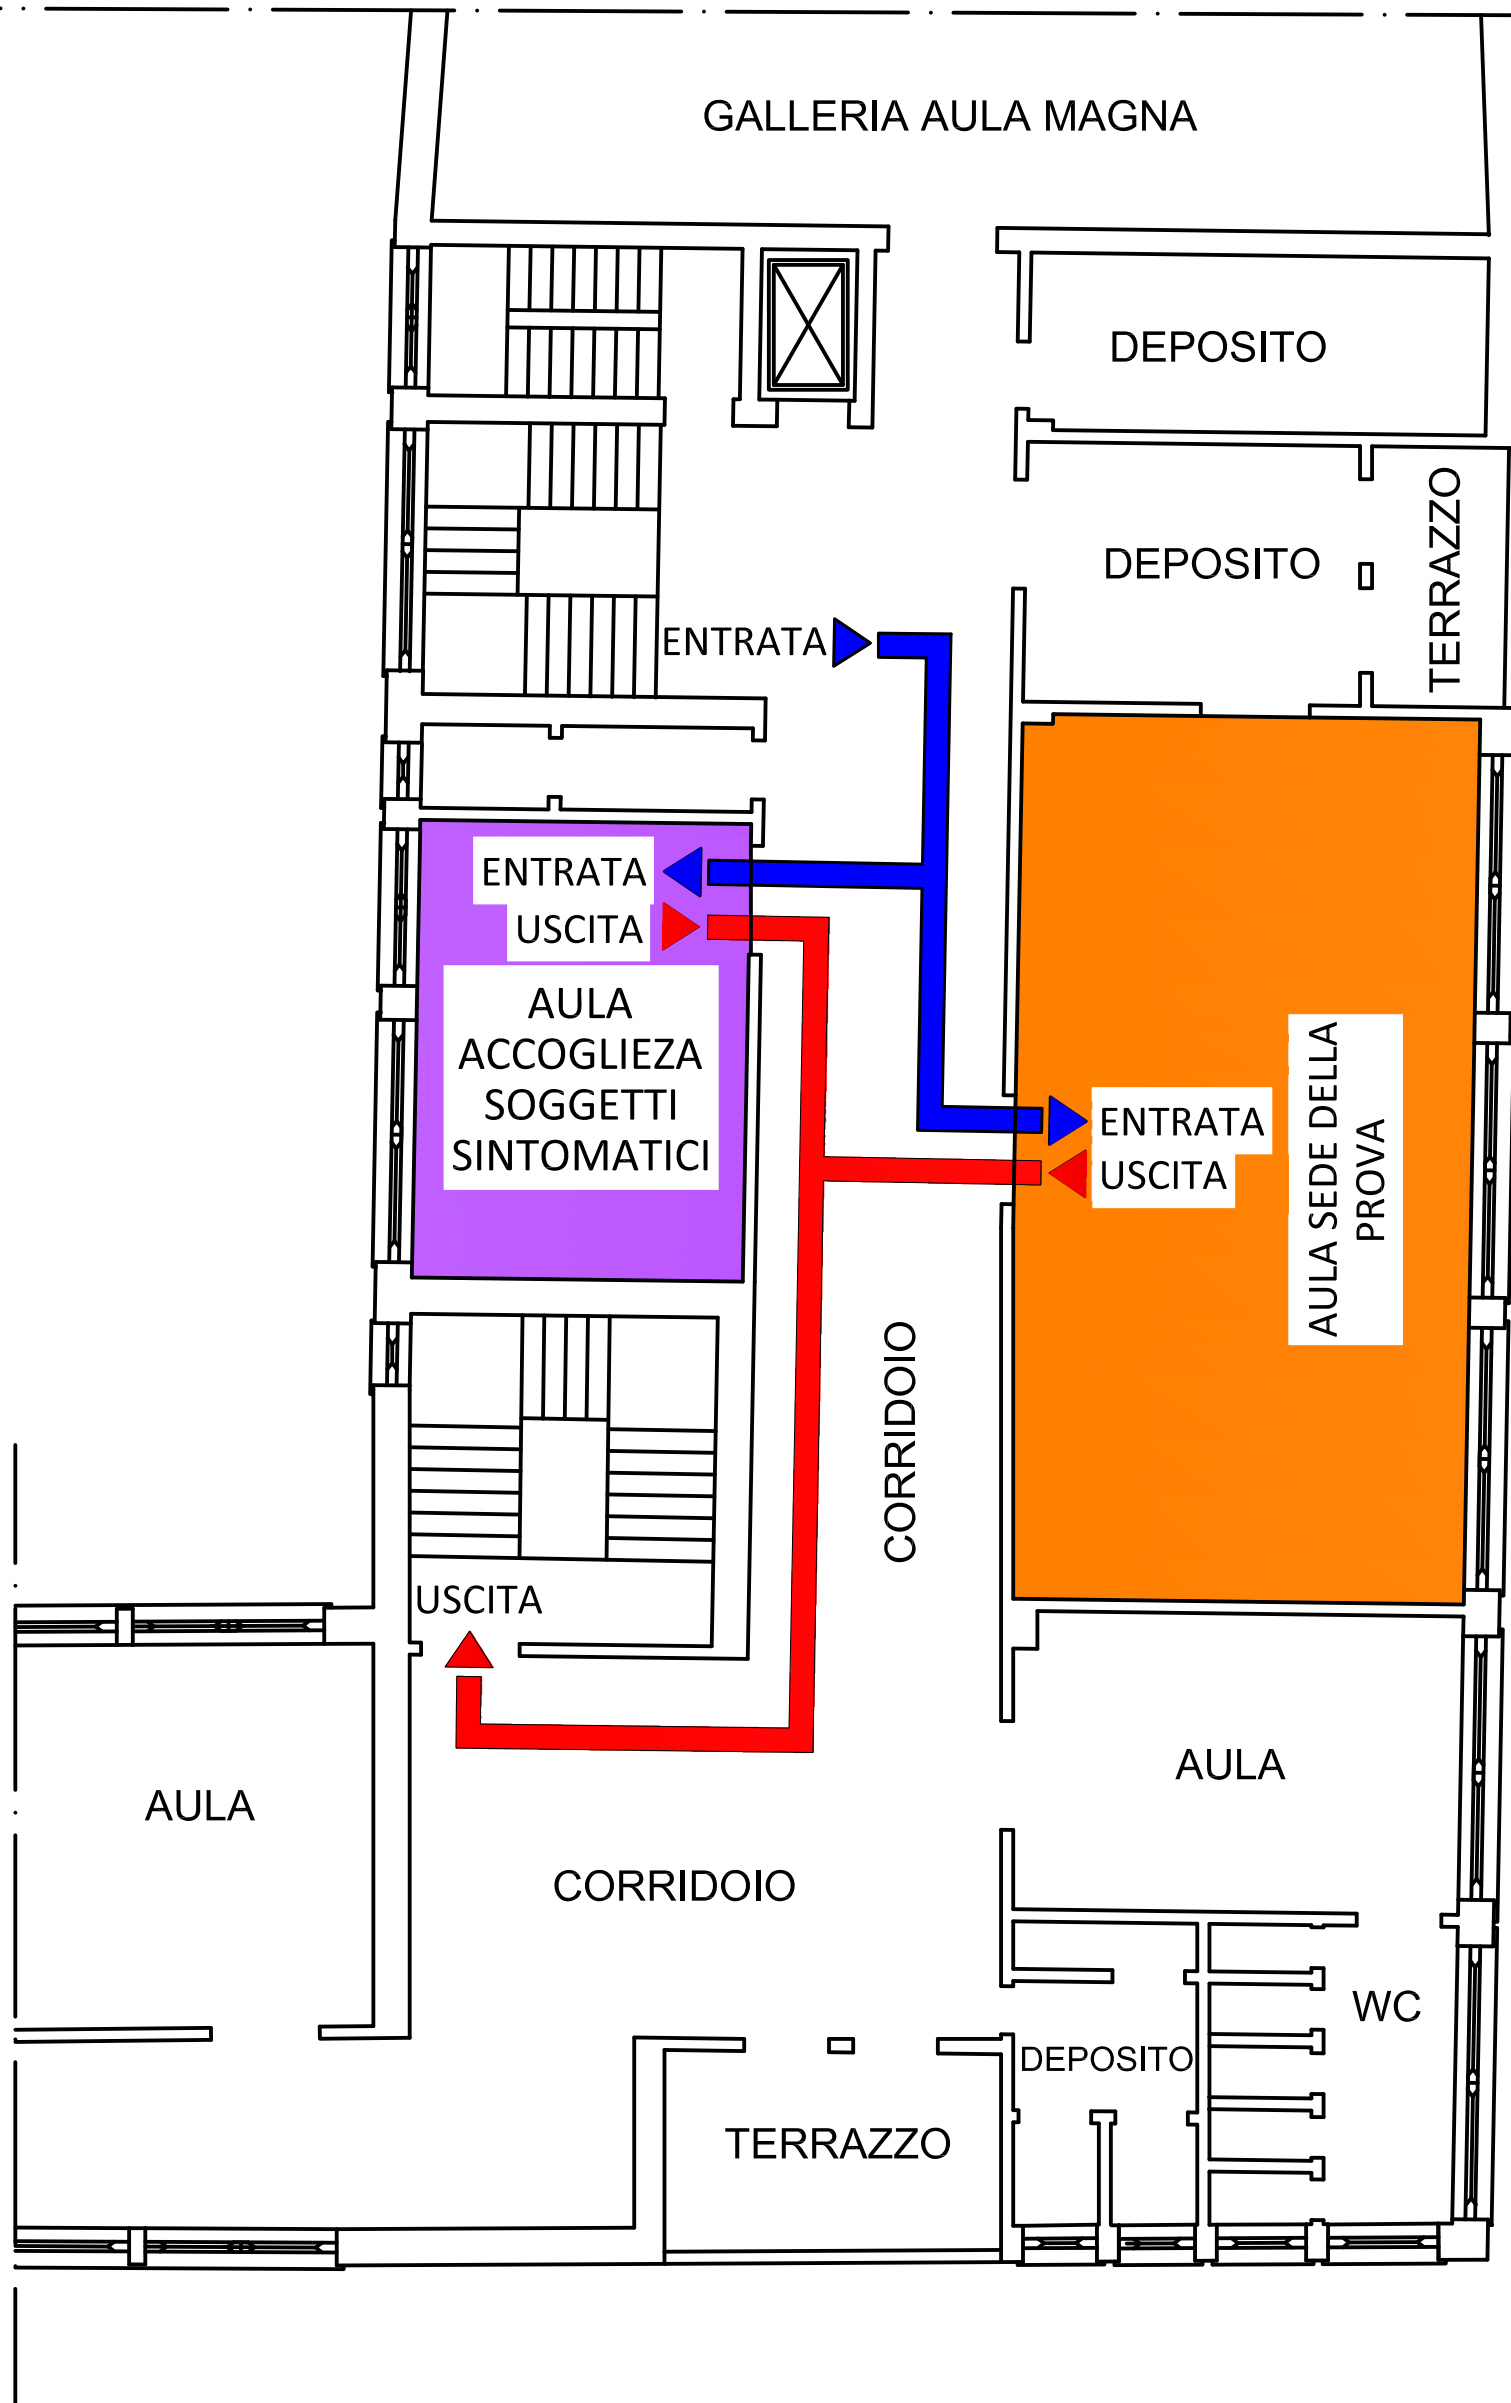 GALLERIA AULA MAGNA
DEPOSITO
DEPOSITO
TERRAZZO
ENTRATA
ENTRATA
USCITA
AULA
ACCOGLIEZA
SOGGETTI
SINTOMATICI
ENTRATA
USCITA
AULA SEDE DELLA
PROVA
CORRIDOIO
USCITA
AULA
AULA
CORRIDOIO
WC
DEPOSITO
TERRAZZO